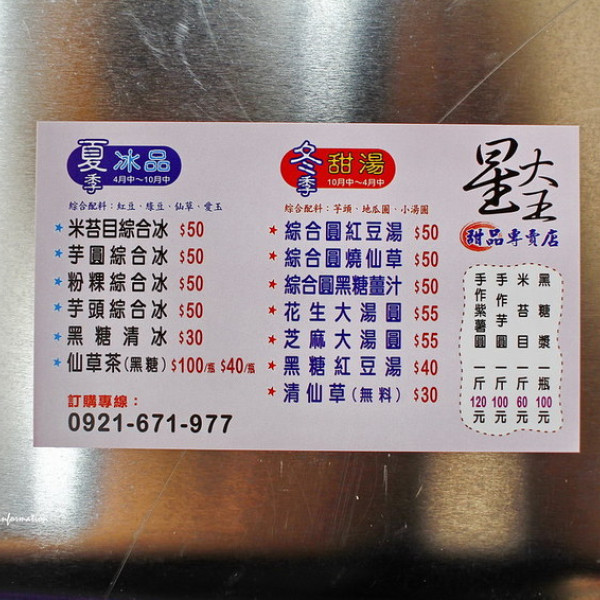 夏季 冰品
4月中～10月中
綜合配料：紅豆、綠豆、仙草、愛玉
★米苔目綜合冰 $50
★芋圓綜合冰 $50
★粉粿綜合冰 $50
★芋頭綜合冰 $50
★黑糖清冰 $30
★仙草茶(黑糖) $100/瓶 $40/瓶
訂購專線：
0921-671-977
冬季 甜湯
10月中～4月中
綜合配料：芋頭、地瓜圓、小湯圓
★綜合圓紅豆湯 $50
★綜合圓燒仙草 $50
★綜合圓黑糖薑汁 $50
★花生大湯圓 $55
★芝麻大湯圓 $55
★黑糖紅豆湯 $40
★清仙草(無料) $30
星大王
甜品專賣店
黑糖漿 一瓶100元
米苔目 一斤60元
手作芋圓 一斤100元
手作紫薯圓 一斤120元
information